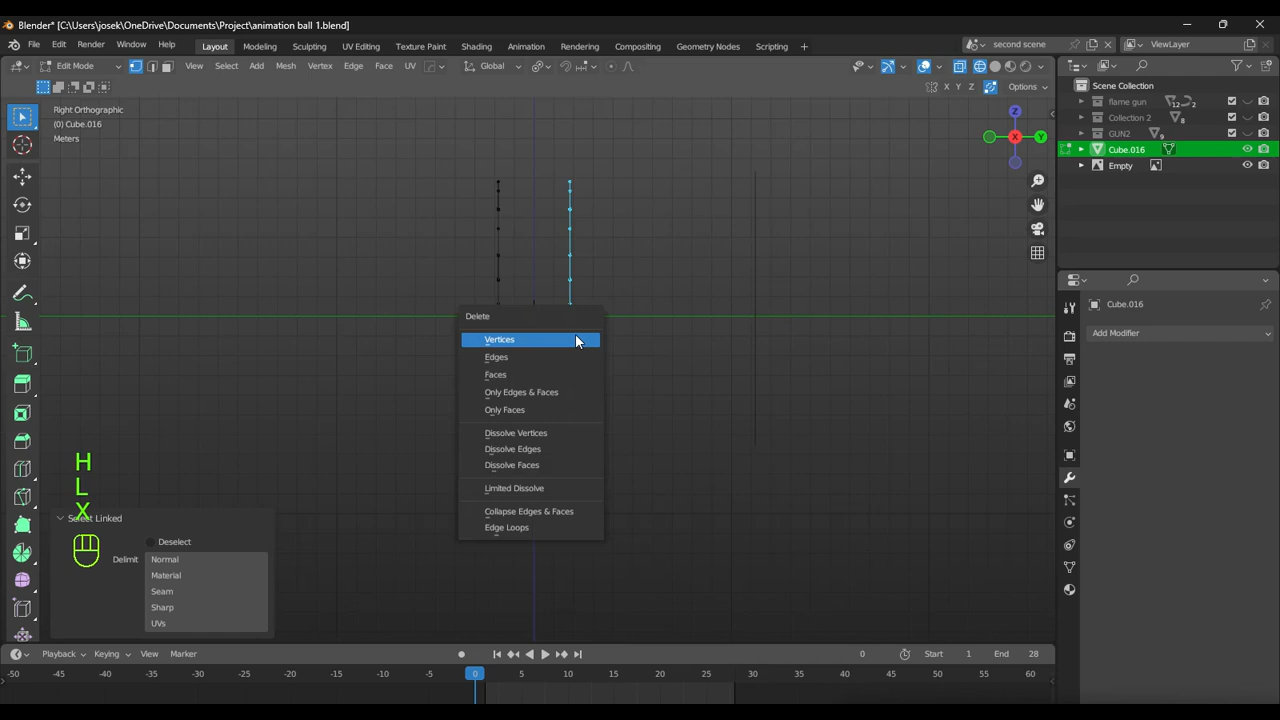 Blender* [C:\Users\josek\OneDrive\Documents\Project\animation ball 1.blend]
File Edit Render Window Help Layout Modeling Sculpting UV Editing Texture Paint Shading Animation Rendering Compositing Geometry Nodes Scripting + second scene ViewLayer
Edit Mode View Select Add Mesh Vertex Edge Face UV Global
X Y Z Options
Right Orthographic
(0) Cube.016
Meters
Z
X
Y
Scene Collection
flame gun 12 2
Collection 2 8
GUN2 9
Cube.016
Empty
Cube.016
Add Modifier
Delete
Vertices
Edges
Faces
Only Edges & Faces
Only Faces
Dissolve Vertices
Dissolve Edges
Dissolve Faces
Limited Dissolve
Collapse Edges & Faces
Edge Loops
H
L
X
Select Linked
Deselect
Delimit Normal
Material
Seam
Sharp
UVs
Playback Keying View Marker 0 Start 1 End 28
-50 -45 -40 -35 -30 -25 -20 -15 -10 -5 0 5 10 15 20 25 30 35 40 45 50 55 60